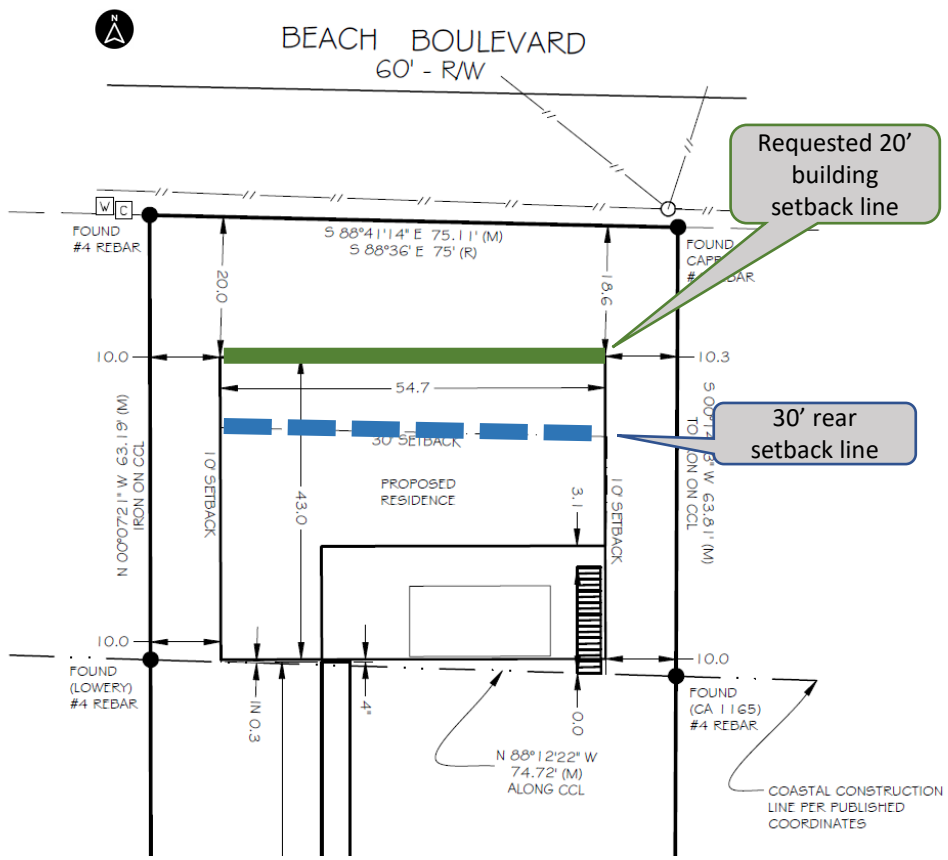 N
BEACH BOULEVARD
60' - R/W
Requested 20’
building
setback line
W C
FOUND
#4 REBAR
S 88°41'14" E 75.11' (M)
S 88°36' E 75' (R)
FOUND
#
20.0
18.6
10.0
10.3
54.7
30' SETBACK
30’ rear
setback line
PROPOSED
RESIDENCE
N 00°07'21" W 63.19' (M)
IRON ON CCL
10' SETBACK
43.0
3.1
10' SETBACK
W 63.81' (M)
ON CCL
10.0
10.0
FOUND
(LOWERY)
#4 REBAR
IN 0.3
4"
0.0
FOUND
(CA 1165)
#4 REBAR
N 88°12'22" W
74.72' (M)
ALONG CCL
COASTAL CONSTRUCTION
LINE PER PUBLISHED
COORDINATES